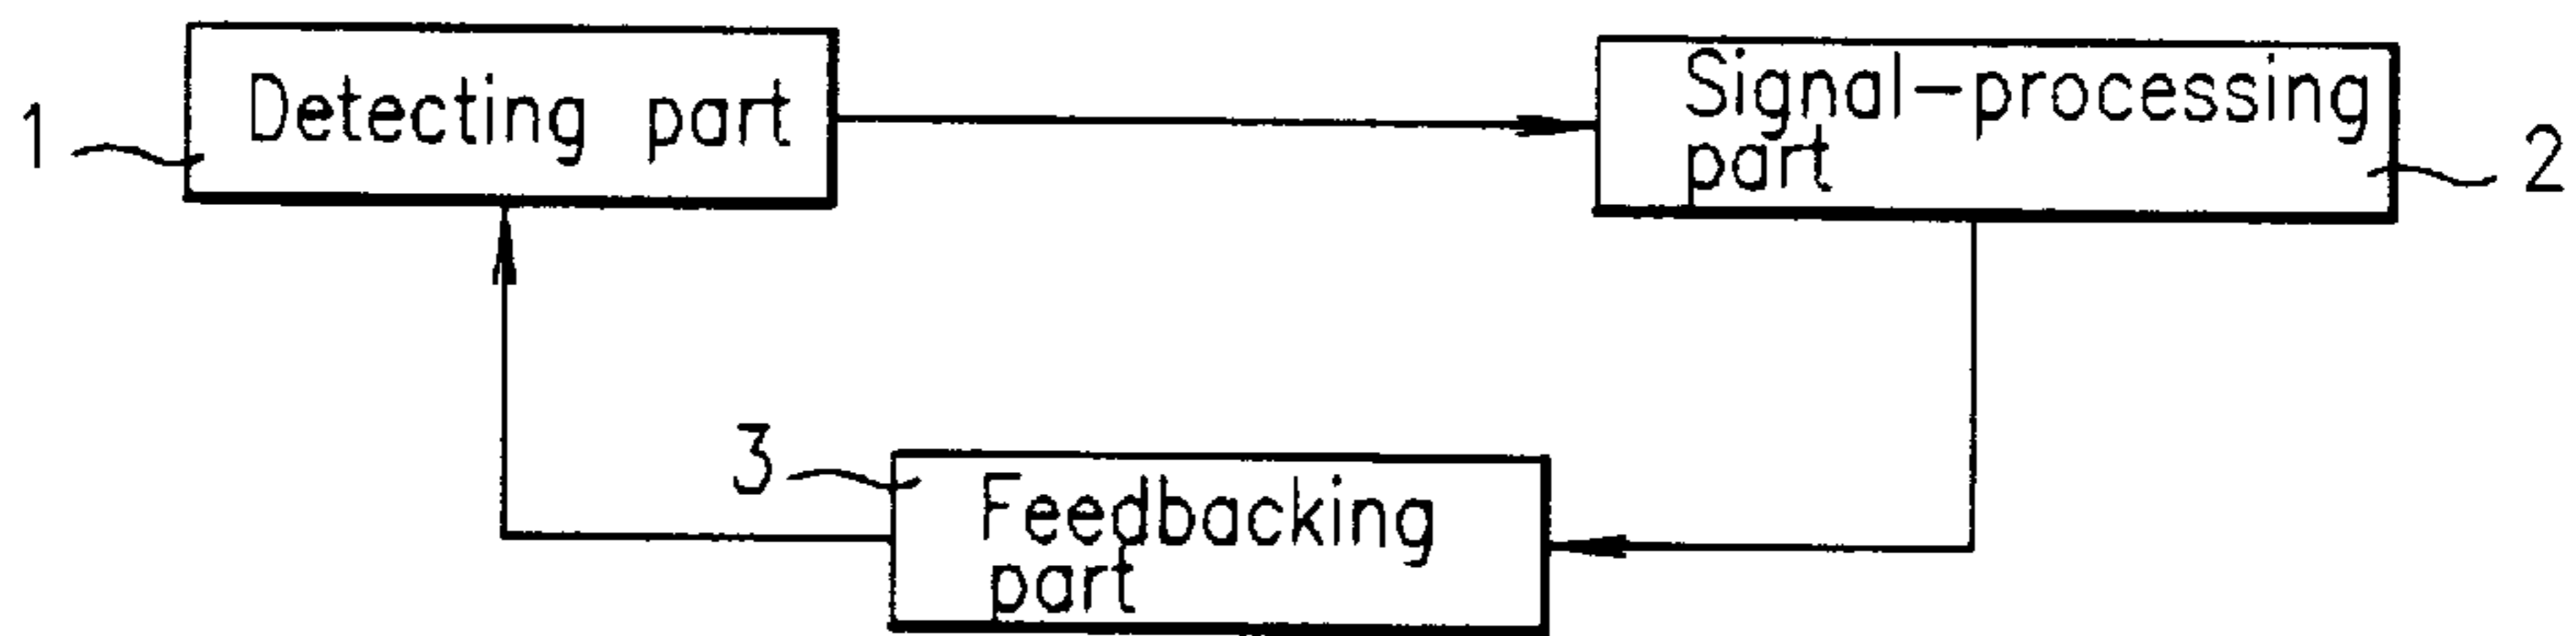 1
Detecting part
Signal-processing
part
2
3
Feedbacking
part